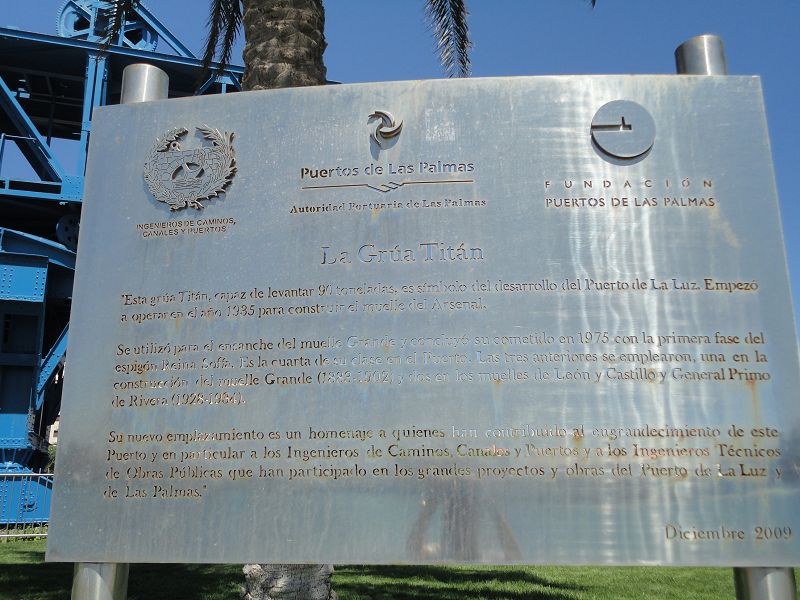 INGENIEROS DE CAMINOS,
CANALES Y PUERTOS
Puertos de Las Palmas
Autoridad Portuaria de Las Palmas
FUNDACIÓN
PUERTOS DE LAS PALMAS
La Grúa Titán
"Esta grúa Titán, capaz de levantar 90 toneladas, es símbolo del desarrollo del Puerto de La Luz. Empezó
a operar en el año 1935 para construir el muelle del Arsenal.
Se utilizó para el ensanche del muelle Grande y concluyó su cometido en 1975 con la primera fase del
espigón Reina Sofía. Es la cuarta de su clase en el Puerto. Las tres anteriores se emplearon, una en la
construcción del muelle Grande (1883-1902) y dos en los muelles de León y Castillo y General Primo
de Rivera (1928-1934).
Su nuevo emplazamiento es un homenaje a quienes han contribuido al engrandecimiento de este
Puerto y en particular a los Ingenieros de Caminos, Canales y Puertos y a los Ingenieros Técnicos
de Obras Públicas que han participado en los grandes proyectos y obras del Puerto de La Luz y
de Las Palmas."
Diciembre 2009